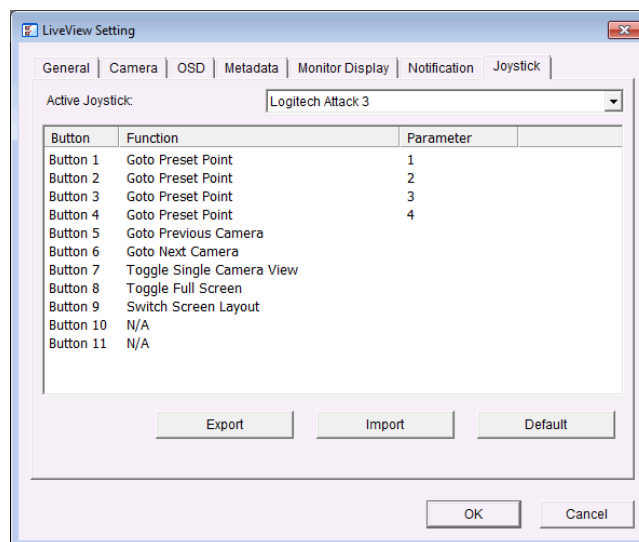 LiveView Setting
General Camera OSD Metadata Monitor Display Notification Joystick
Active Joystick: Logitech Attack 3
Button Function Parameter
Button 1 Goto Preset Point 1
Button 2 Goto Preset Point 2
Button 3 Goto Preset Point 3
Button 4 Goto Preset Point 4
Button 5 Goto Previous Camera
Button 6 Goto Next Camera
Button 7 Toggle Single Camera View
Button 8 Toggle Full Screen
Button 9 Switch Screen Layout
Button 10 N/A
Button 11 N/A
Export Import Default
OK Cancel